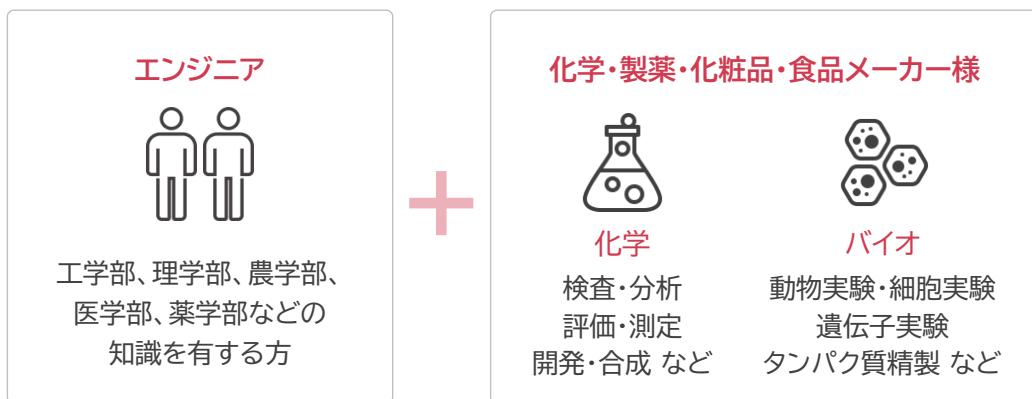 エンジニア
工学部、理学部、農学部、
医学部、薬学部などの
知識を有する方
化学・製薬・化粧品・食品メーカー様
化学
検査・分析
評価・測定
開発・合成 など
バイオ
動物実験・細胞実験
遺伝子実験
タンパク質精製 など